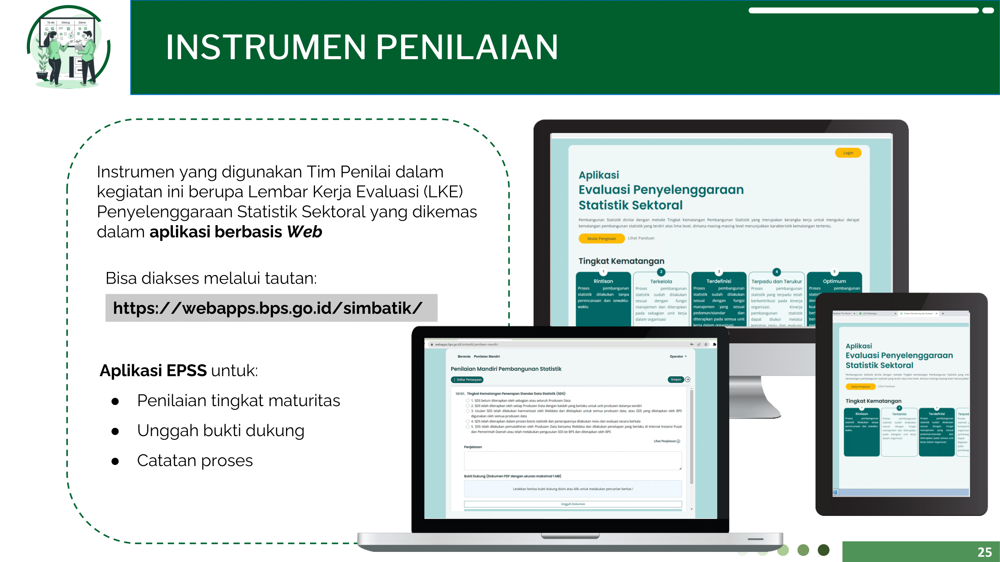 To do Doing Done
INSTRUMEN PENILAIAN
Instrumen yang digunakan Tim Penilai dalam
kegiatan ini berupa Lembar Kerja Evaluasi (LKE)
Penyelenggaraan Statistik Sektoral yang dikemas
dalam aplikasi berbasis Web
Bisa diakses melalui tautan:
https://webapps.bps.go.id/simbatik/
Aplikasi EPSS untuk:
● Penilaian tingkat maturitas
● Unggah bukti dukung
● Catatan proses
Login
Aplikasi
Evaluasi Penyelenggaraan
Statistik Sektoral
Pembangunan Statistik dinilai dengan metode Tingkat Kematangan Pembangunan Statistik yang merupakan kerangka kerja untuk mengukur derajat
kematangan pembangunan statistik yang terdiri atas lima level, dimana masing-masing level menunjukkan karakteristik kematangan tertentu.
Mulai Pengisian Lihat Panduan
Tingkat Kematangan
1
Rintisan
Proses pembangunan
statistik dilakukan tanpa
perencanaan dan sewaktu-
waktu
2
Terkelola
Proses pembangunan
statistik sudah dilakukan
sesuai dengan fungsi
manajemen dan diterapkan
pada sebagian unit kerja
dalam organisasi
3
Terdefinisi
Proses pembangunan
statistik sudah dilakukan
sesuai dengan fungsi
manajemen yang sesuai
pedoman/standar dan
diterapkan pada semua unit
kerja dalam organisasi
4
Terpadu dan Terukur
Proses pembangunan
statistik yang terpadu telah
berkontribusi pada kinerja
organisasi. Kinerja
pembangunan statistik
dapat diukur melalui
kegiatan reviu dan evaluasi
5
Optimum
Proses pembangunan
webapps.bps.go.id/simbatik/penilaian-mandiri
Beranda Penilaian Mandiri Operator
Penilaian Mandiri Pembangunan Statistik
Daftar Pertanyaan Simpan
10101. Tingkat Kematangan Penerapan Standar Data Statistik (SDS)
1. SDS belum diterapkan oleh sebagian atau seluruh Produsen Data
2. SDS telah diterapkan oleh setiap Produsen Data dengan kaidah yang berlaku untuk unit produsen datanya sendiri
3. Usulan SDS telah dilakukan harmonisasi oleh Walidata dan ditetapkan untuk semua produsen data, atau SDS yang ditetapkan oleh BPS
digunakan oleh semua produsen data
4. SDS telah diterapkan dalam proses bisnis statistik dan penerapannya dilakukan reviu dan evaluasi secara berkala
5. SDS telah dilakukan pemutakhiran oleh Produsen Data bersama Walidata dan dilakukan penetapan yang berlaku di internal Instansi Pusat
dan Pemerintah Daerah atau telah melakukan pengusulan SDS ke BPS dan ditetapkan oleh BPS
Lihat Penjelasan
Penjelasan
Bukti Dukung (Dokumen PDF dengan ukuran maksimal 1 MB)
Letakkan berkas bukti dukung disini atau klik untuk melakukan pencarian berkas !
Unggah Dokumen
(23) WhatsApp Sistem Monitoring dan Evaluasi
Aplikasi
Evaluasi Penyelenggaraan
Statistik Sektoral
Pembangunan Statistik dinilai dengan metode Tingkat Kematangan Pembangunan Statistik yang
kematangan pembangunan statistik yang terdiri atas lima level, dimana masing-masing level menunjukkan
Mulai Pengisian Lihat Panduan
Tingkat Kematangan
1
Rintisan
Proses pembangunan
statistik dilakukan tanpa
perencanaan dan sewaktu-
waktu
2
Terkelola
Proses pembangunan
statistik sudah dilakukan
sesuai dengan fungsi
manajemen dan diterapkan
pada sebagian unit kerja
dalam organisasi
3
Terdefinisi
Proses pembangunan
statistik sudah dilakukan
sesuai dengan fungsi
manajemen yang sesuai
pedoman/standar dan
diterapkan pada semua unit
kerja dalam organisasi
Terpad
Proses
statistik y
berkontri
organisas
pembang
dapat
kegiatan
pada
pembang
25